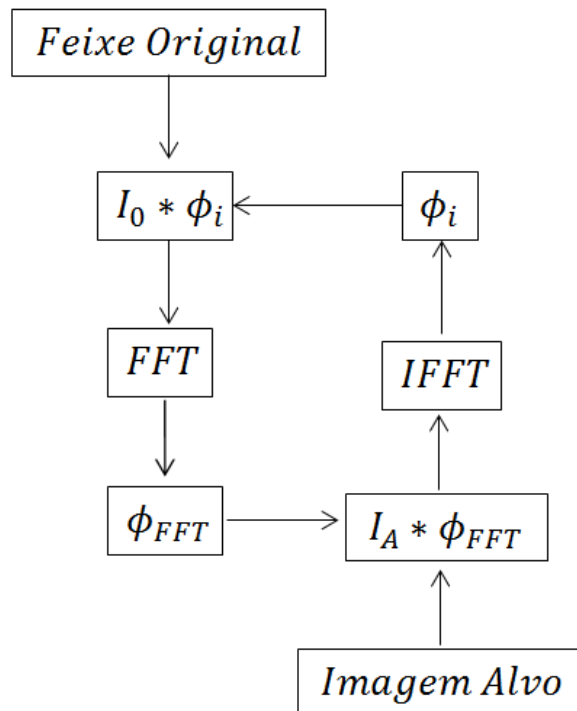 Feixe Original
I₀ * ϕᵢ
ϕᵢ
FFT
IFFT
ϕ_FFT
I_A * ϕ_FFT
Imagem Alvo